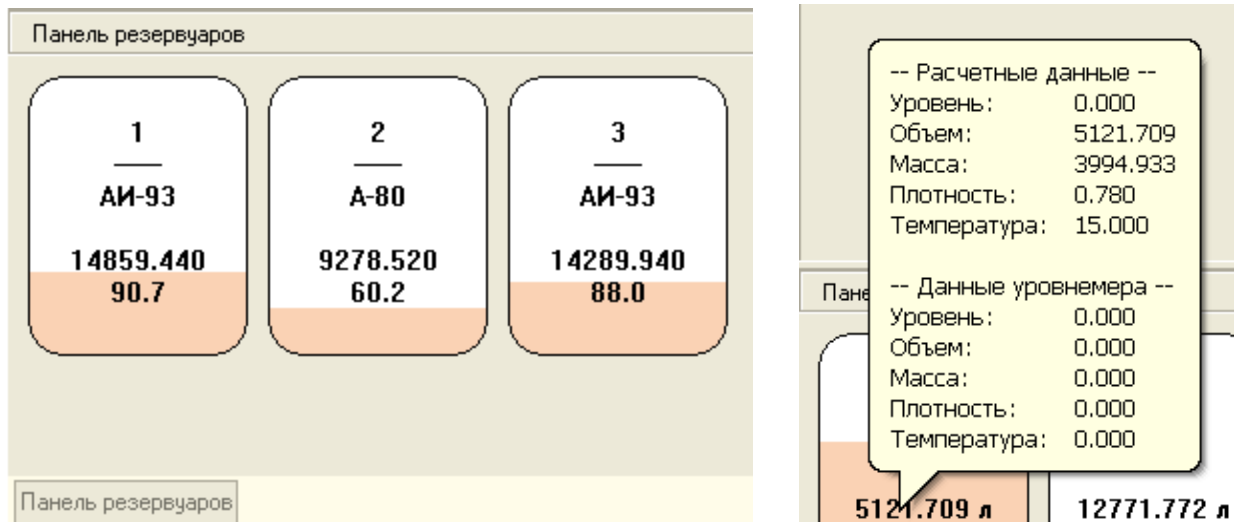 Панель резервуаров
1
АИ-93
14859.440
90.7
2
А-80
9278.520
60.2
3
АИ-93
14289.940
88.0
Панель резервуаров
-- Расчетные данные --
Уровень: 0.000
Объем: 5121.709
Масса: 3994.933
Плотность: 0.780
Температура: 15.000
-- Данные уровнемера --
Уровень: 0.000
Объем: 0.000
Масса: 0.000
Плотность: 0.000
Температура: 0.000
Пане
5121.709 л
12771.772 л